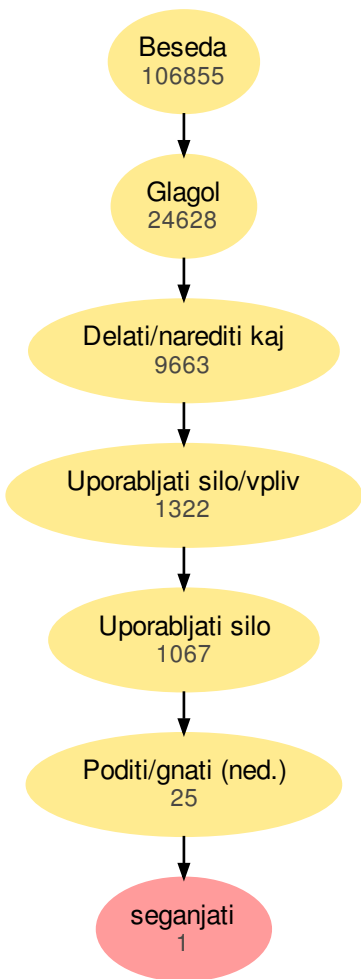 Beseda
106855
Glagol
24628
Delati/narediti kaj
9663
Uporabljati silo/vpliv
1322
Uporabljati silo
1067
Poditi/gnati (ned.)
25
seganjati
1